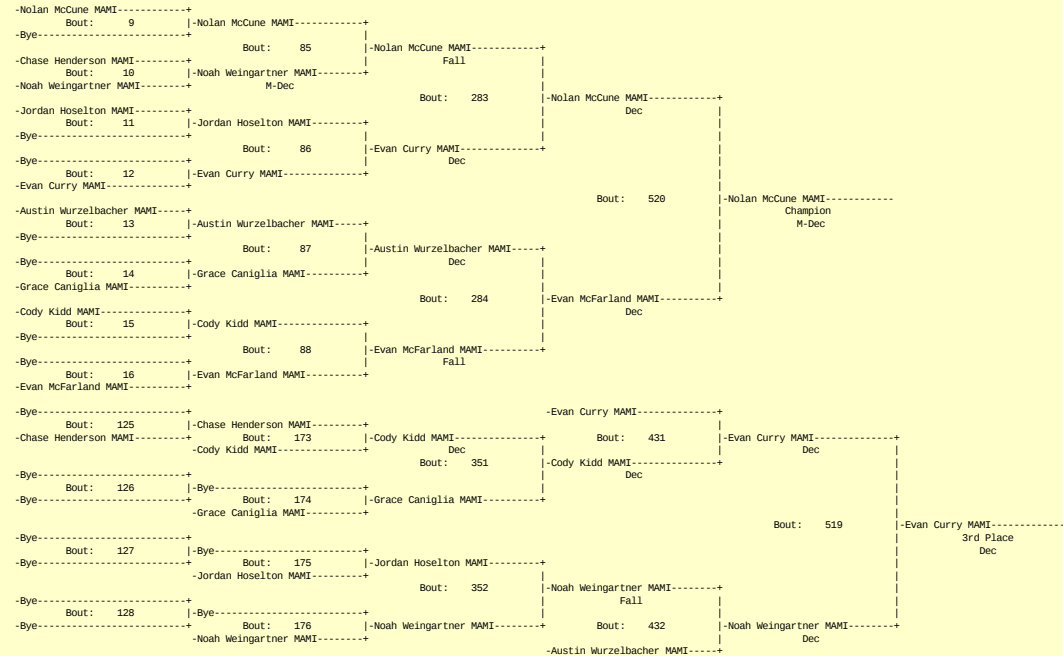 -Nolan McCune MAMI------------+
Bout: 9 |-Nolan McCune MAMI------------+
-Bye--------------------------+ |
Bout: 85 |-Nolan McCune MAMI------------+
-Chase Henderson MAMI---------+ | Fall |
Bout: 10 |-Noah Weingartner MAMI--------+ |
-Noah Weingartner MAMI--------+ M-Dec |
Bout: 283 |-Nolan McCune MAMI------------+
-Jordan Hoselton MAMI---------+ | Dec |
Bout: 11 |-Jordan Hoselton MAMI---------+ | |
-Bye--------------------------+ | | |
Bout: 86 |-Evan Curry MAMI--------------+ |
-Bye--------------------------+ | Dec |
Bout: 12 |-Evan Curry MAMI--------------+ |
-Evan Curry MAMI--------------+ |
Bout: 520 |-Nolan McCune MAMI------------
-Austin Wurzelbacher MAMI-----+ | Champion
Bout: 13 |-Austin Wurzelbacher MAMI-----+ | M-Dec
-Bye--------------------------+ | |
Bout: 87 |-Austin Wurzelbacher MAMI-----+ |
-Bye--------------------------+ | Dec | |
Bout: 14 |-Grace Caniglia MAMI----------+ | |
-Grace Caniglia MAMI----------+ | |
Bout: 284 |-Evan McFarland MAMI----------+
-Cody Kidd MAMI---------------+ | Dec
Bout: 15 |-Cody Kidd MAMI---------------+ |
-Bye--------------------------+ | |
Bout: 88 |-Evan McFarland MAMI----------+
-Bye--------------------------+ | Fall
Bout: 16 |-Evan McFarland MAMI----------+
-Evan McFarland MAMI----------+
-Bye--------------------------+ -Evan Curry MAMI--------------+
Bout: 125 |-Chase Henderson MAMI---------+ |
-Chase Henderson MAMI---------+ Bout: 173 |-Cody Kidd MAMI---------------+ Bout: 431 |-Evan Curry MAMI--------------+
-Cody Kidd MAMI---------------+ Dec | | Dec |
Bout: 351 |-Cody Kidd MAMI---------------+ |
-Bye--------------------------+ | Dec |
Bout: 126 |-Bye--------------------------+ | |
-Bye--------------------------+ Bout: 174 |-Grace Caniglia MAMI----------+ |
-Grace Caniglia MAMI----------+ |
Bout: 519 |-Evan Curry MAMI-------------
-Bye--------------------------+ | 3rd Place
Bout: 127 |-Bye--------------------------+ | Dec
-Bye--------------------------+ Bout: 175 |-Jordan Hoselton MAMI---------+ |
-Jordan Hoselton MAMI---------+ | |
Bout: 352 |-Noah Weingartner MAMI--------+ |
-Bye--------------------------+ | Fall | |
Bout: 128 |-Bye--------------------------+ | | |
-Bye--------------------------+ Bout: 176 |-Noah Weingartner MAMI--------+ Bout: 432 |-Noah Weingartner MAMI--------+
-Noah Weingartner MAMI--------+ | Dec
-Austin Wurzelbacher MAMI-----+